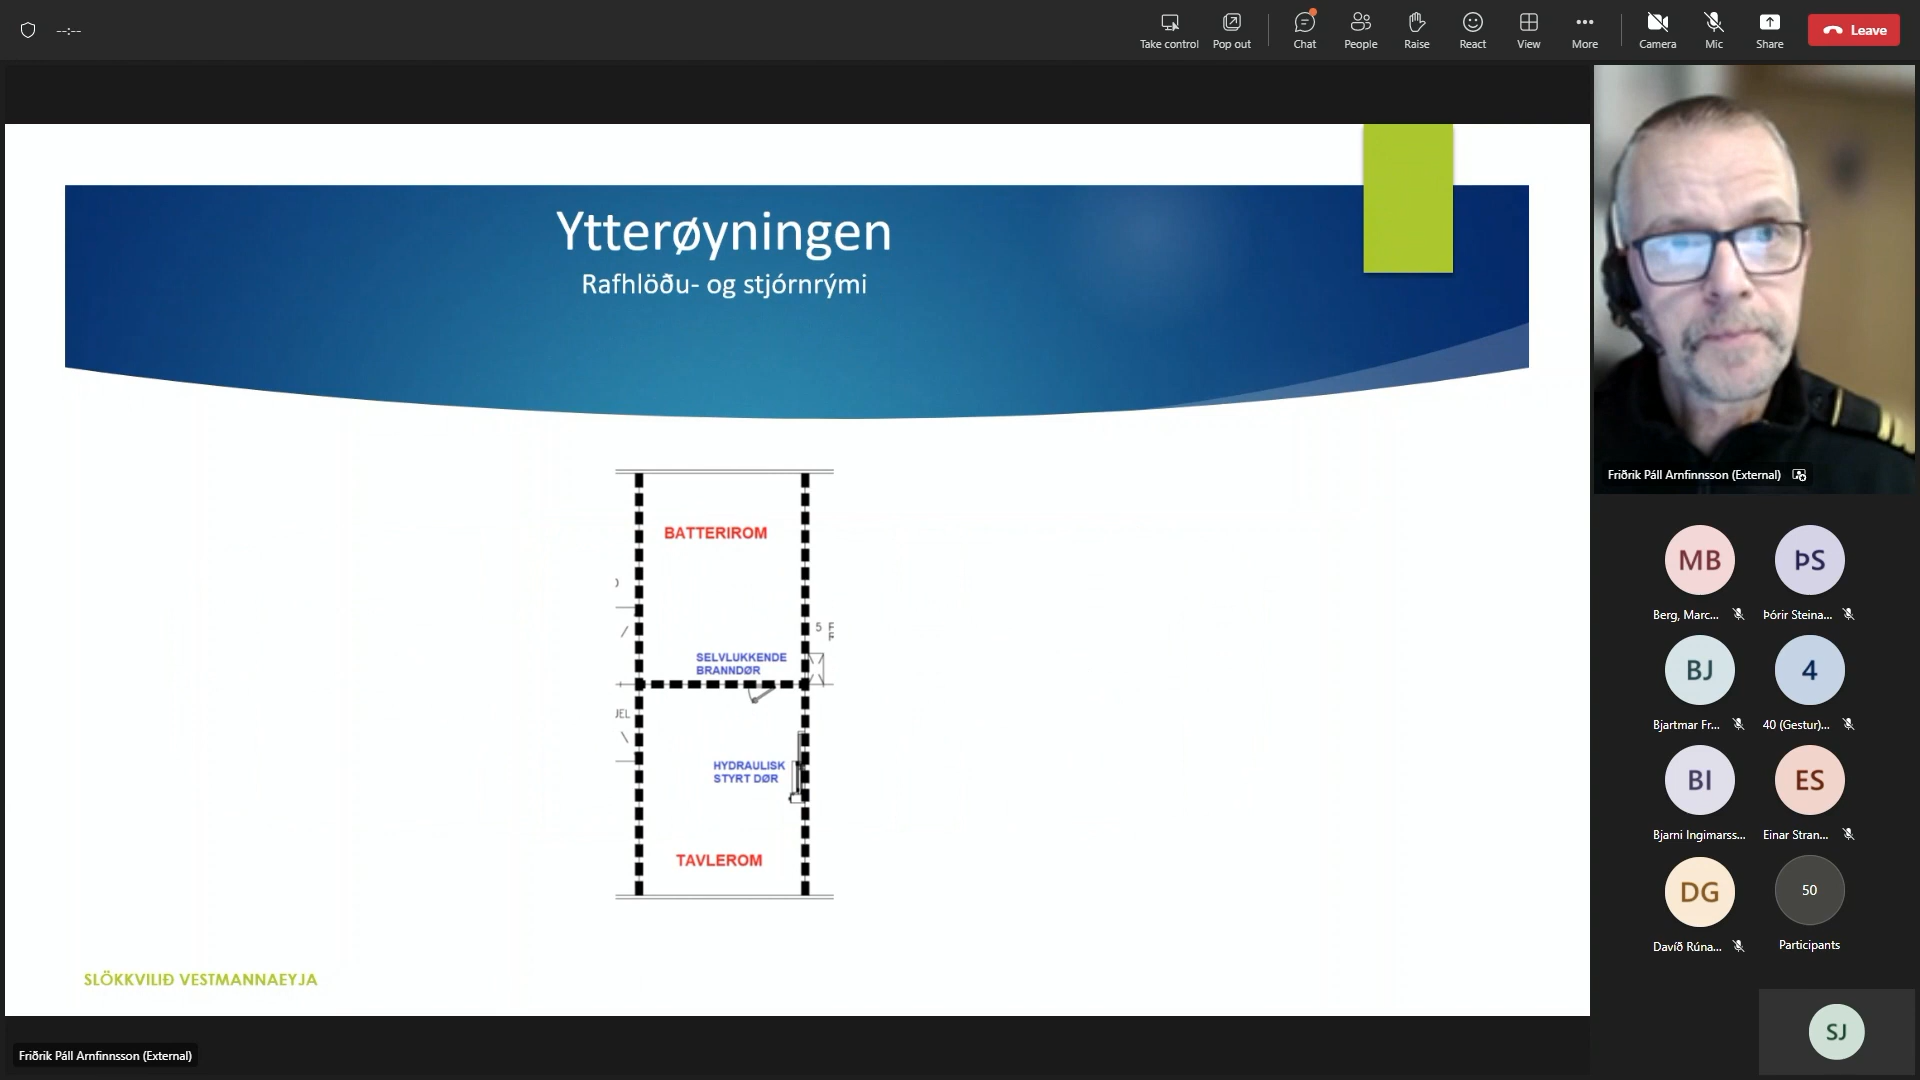 --:--
Take control
Pop out
Chat
People
Raise
React
View
More
Camera
Mic
Share
Leave
Ytterøyningen
Rafhlöðu- og stjórnrými
BATTERIROM
5 F
F
SELVLUKKENDE
BRANNDØR
JEL
HYDRAULISK
STYRT DØR
TAVLEROM
SLÖKKVILIÐ VESTMANNAEYJA
Friðrik Páll Arnfinnsson (External)
Friðrik Páll Arnfinnsson (External)
MB
Berg, Marc...
ÞS
Þórir Steina...
BJ
Bjartmar Fr...
4
40 (Gestur)...
BI
Bjarni Ingimarss...
ES
Einar Stran...
DG
Davíð Rúna...
50
Participants
SJ